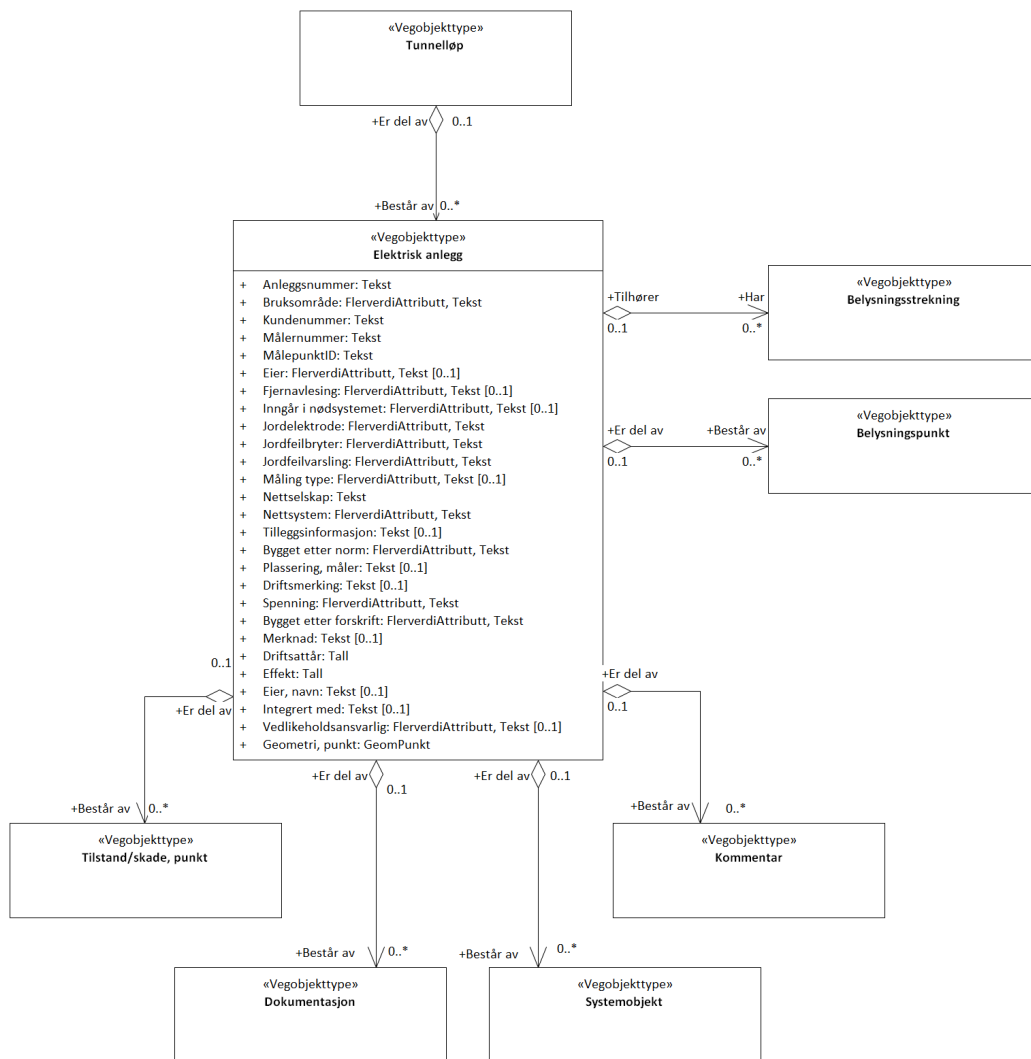 «Vegobjekttype»
Tunnelløp
+Er del av 0..1
+Består av 0..*
«Vegobjekttype»
Elektrisk anlegg
+ Anleggsnummer: Tekst
+ Bruksområde: FlerverdiAttributt, Tekst
+ Kundenummer: Tekst
+ Målernummer: Tekst
+ MålepunktID: Tekst
+ Eier: FlerverdiAttributt, Tekst [0..1]
+ Fjernavlesing: FlerverdiAttributt, Tekst [0..1]
+ Inngår i nødsystemet: FlerverdiAttributt, Tekst [0..1]
+ Jordelektrode: FlerverdiAttributt, Tekst
+ Jordfeilbryter: FlerverdiAttributt, Tekst
+ Jordfeilvarsling: FlerverdiAttributt, Tekst
+ Måling type: FlerverdiAttributt, Tekst [0..1]
+ Nettselskap: Tekst
+ Nettsystem: FlerverdiAttributt, Tekst
+ Tilleggsinformasjon: Tekst [0..1]
+ Bygget etter norm: FlerverdiAttributt, Tekst
+ Plassering, måler: Tekst [0..1]
+ Driftsmerking: Tekst [0..1]
+ Spenning: FlerverdiAttributt, Tekst
+ Bygget etter forskrift: FlerverdiAttributt, Tekst
+ Merknad: Tekst [0..1]
+ Driftsattår: Tall
+ Effekt: Tall
+ Eier, navn: Tekst [0..1]
+ Integrert med: Tekst [0..1]
+ Vedlikeholdsansvarlig: FlerverdiAttributt, Tekst [0..1]
+ Geometri, punkt: GeomPunkt
+Tilhører +Har
0..1 0..*
«Vegobjekttype»
Belysningsstrekning
+Er del av +Består av
0..1 0..*
«Vegobjekttype»
Belysningspunkt
0..1
+Er del av
+Består av 0..*
«Vegobjekttype»
Tilstand/skade, punkt
+Er del av
0..1
+Består av 0..*
«Vegobjekttype»
Dokumentasjon
+Er del av 0..1
+Består av 0..*
«Vegobjekttype»
Systemobjekt
+Er del av
0..1
+Består av 0..*
«Vegobjekttype»
Kommentar